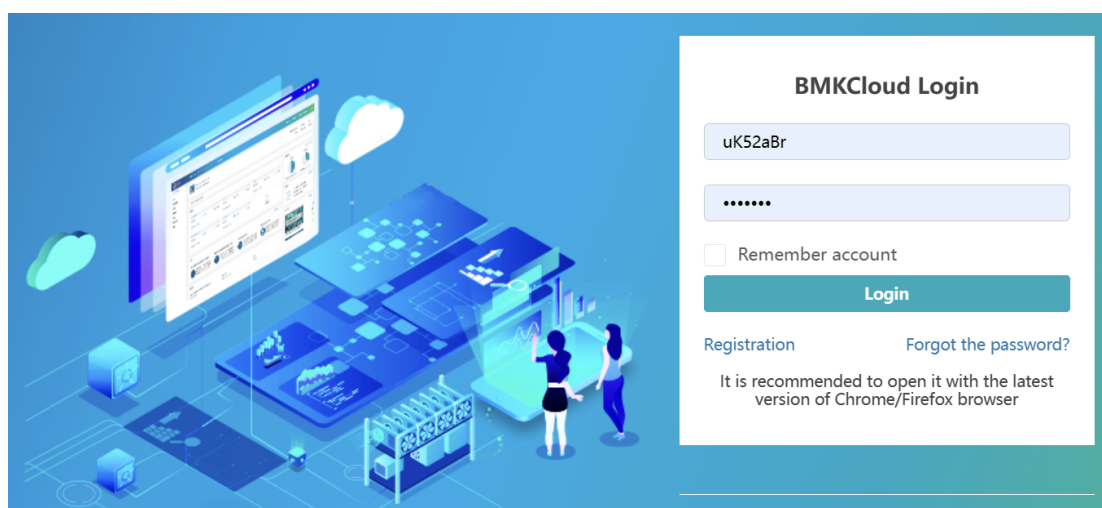 BMKCloud Login
uK52aBr
•••••••
Remember account
Login
Registration
Forgot the password?
It is recommended to open it with the latest
version of Chrome/Firefox browser